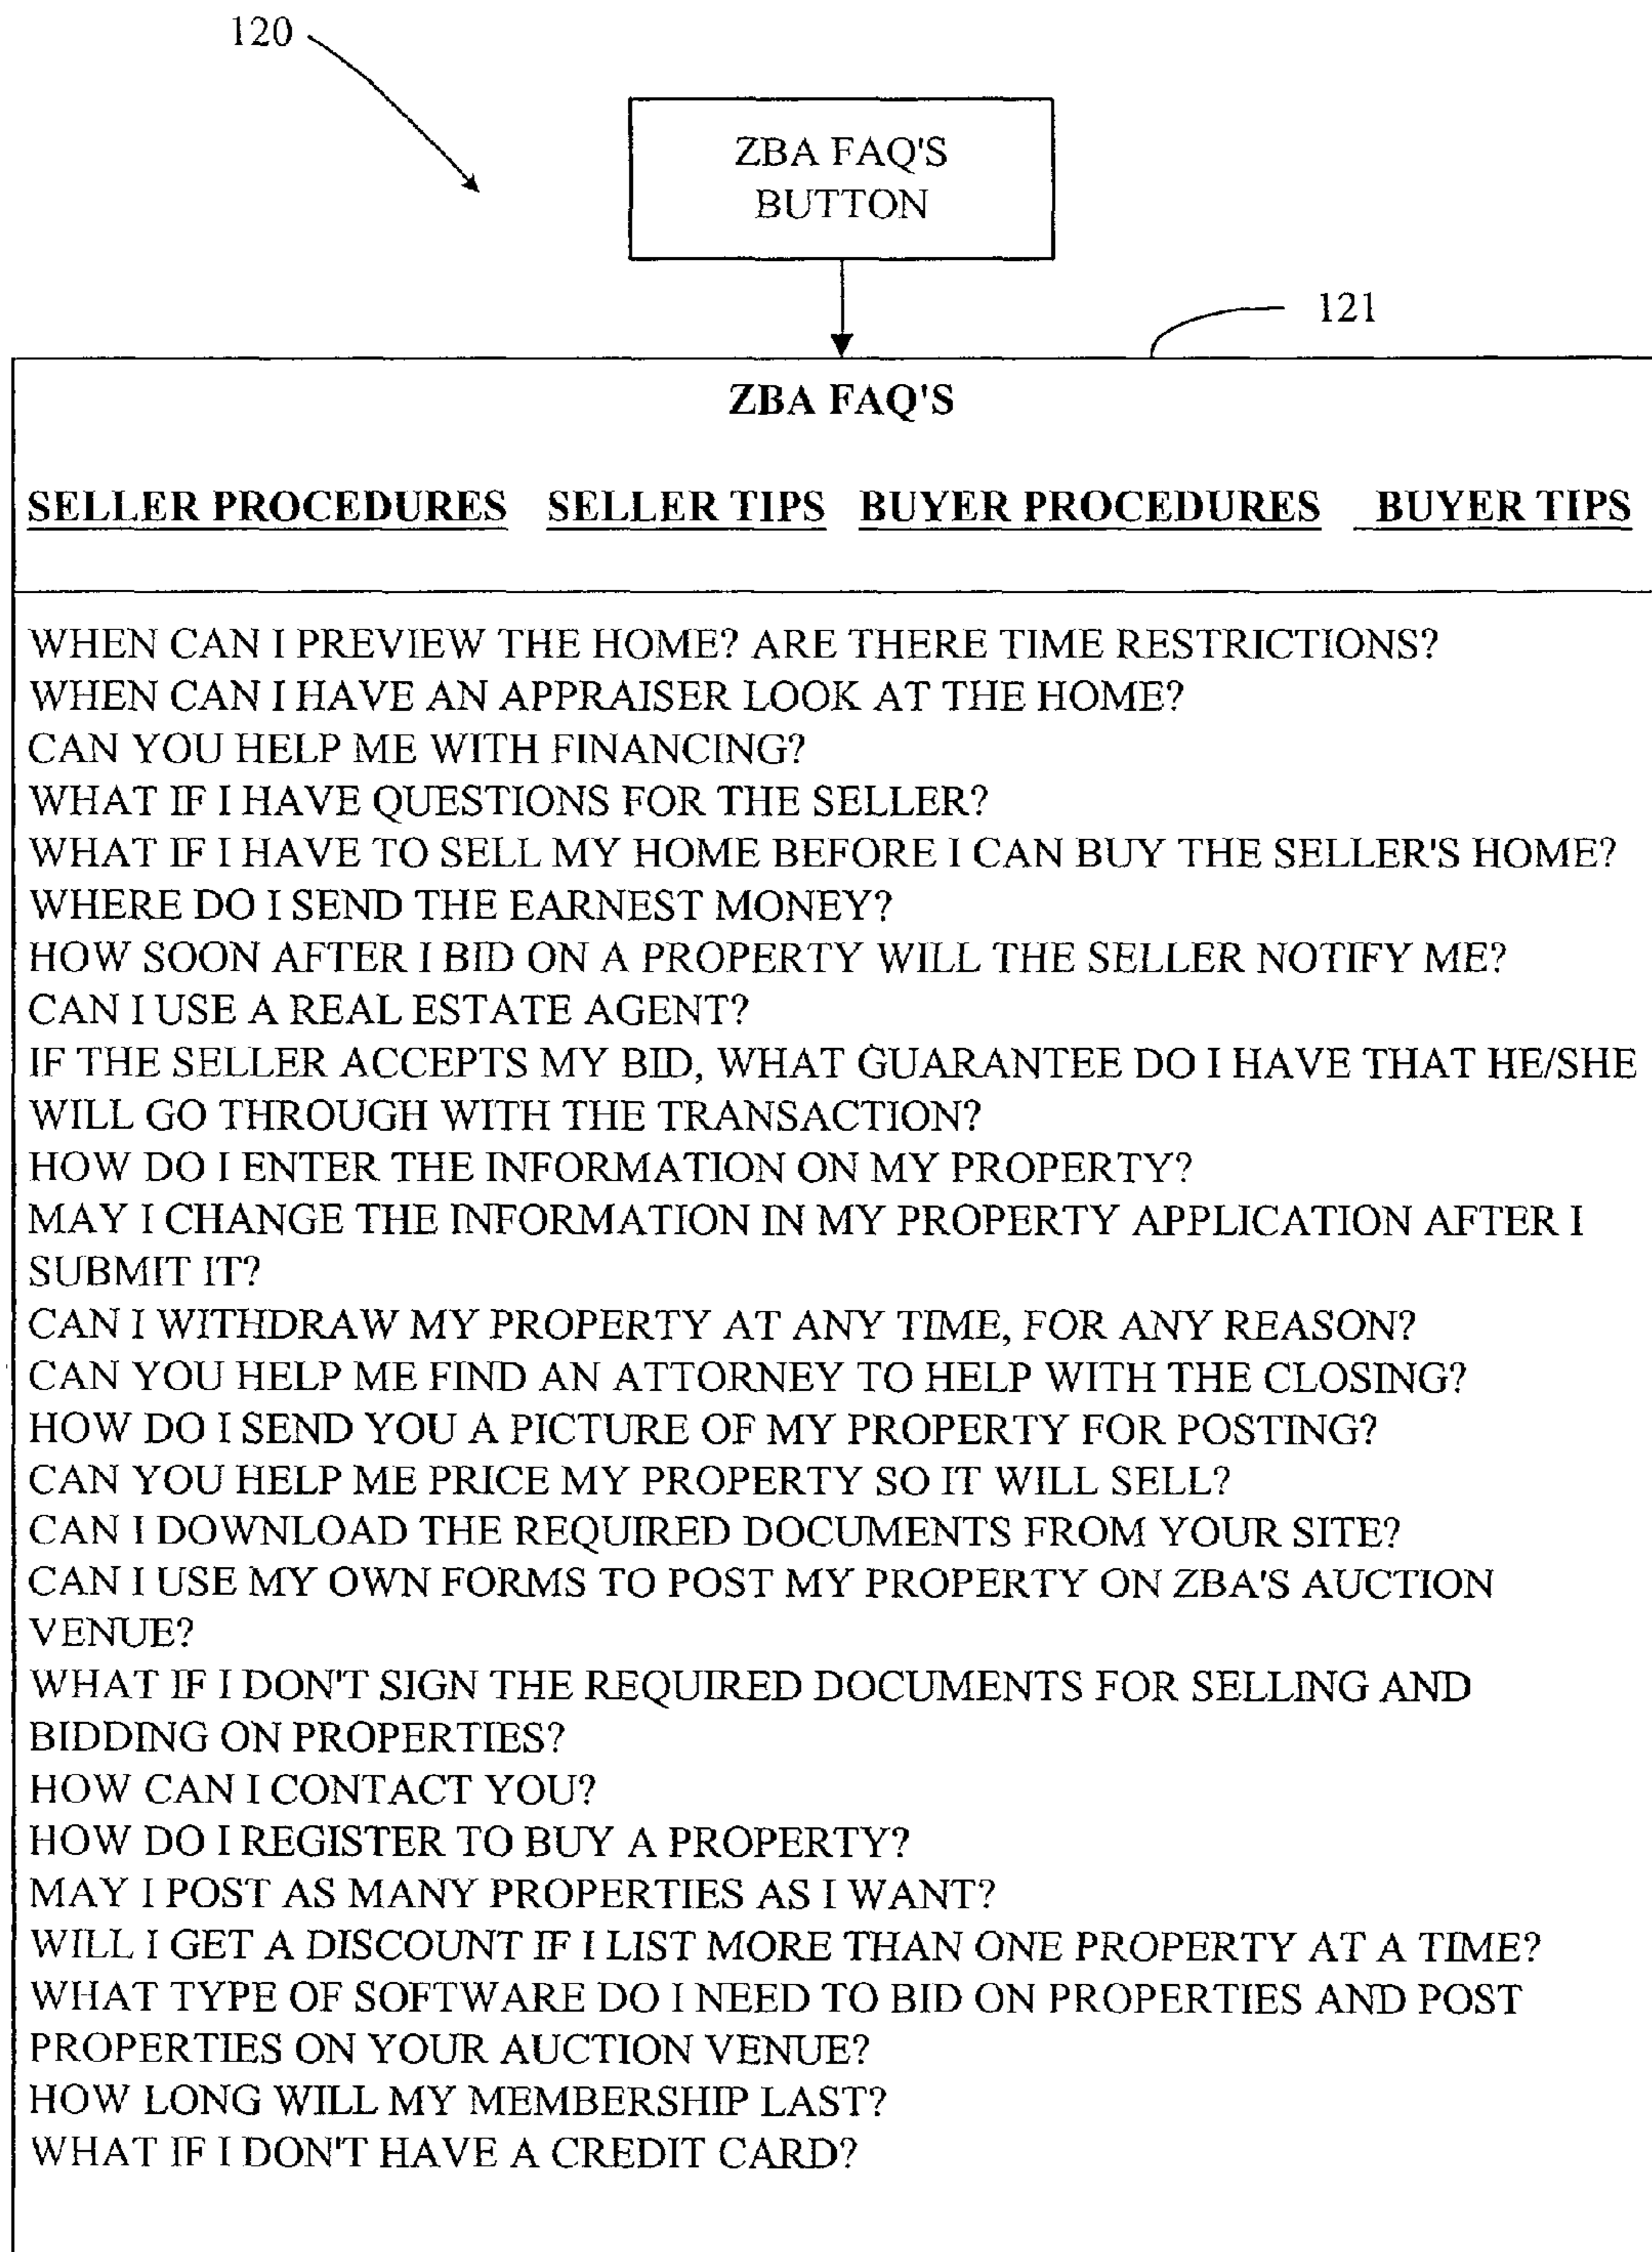 120
ZBA FAQ'S
BUTTON
121
ZBA FAQ'S
SELLER PROCEDURES SELLER TIPS BUYER PROCEDURES BUYER TIPS
WHEN CAN I PREVIEW THE HOME? ARE THERE TIME RESTRICTIONS?
WHEN CAN I HAVE AN APPRAISER LOOK AT THE HOME?
CAN YOU HELP ME WITH FINANCING?
WHAT IF I HAVE QUESTIONS FOR THE SELLER?
WHAT IF I HAVE TO SELL MY HOME BEFORE I CAN BUY THE SELLER'S HOME?
WHERE DO I SEND THE EARNEST MONEY?
HOW SOON AFTER I BID ON A PROPERTY WILL THE SELLER NOTIFY ME?
CAN I USE A REAL ESTATE AGENT?
IF THE SELLER ACCEPTS MY BID, WHAT GUARANTEE DO I HAVE THAT HE/SHE
WILL GO THROUGH WITH THE TRANSACTION?
HOW DO I ENTER THE INFORMATION ON MY PROPERTY?
MAY I CHANGE THE INFORMATION IN MY PROPERTY APPLICATION AFTER I
SUBMIT IT?
CAN I WITHDRAW MY PROPERTY AT ANY TIME, FOR ANY REASON?
CAN YOU HELP ME FIND AN ATTORNEY TO HELP WITH THE CLOSING?
HOW DO I SEND YOU A PICTURE OF MY PROPERTY FOR POSTING?
CAN YOU HELP ME PRICE MY PROPERTY SO IT WILL SELL?
CAN I DOWNLOAD THE REQUIRED DOCUMENTS FROM YOUR SITE?
CAN I USE MY OWN FORMS TO POST MY PROPERTY ON ZBA'S AUCTION
VENUE?
WHAT IF I DON'T SIGN THE REQUIRED DOCUMENTS FOR SELLING AND
BIDDING ON PROPERTIES?
HOW CAN I CONTACT YOU?
HOW DO I REGISTER TO BUY A PROPERTY?
MAY I POST AS MANY PROPERTIES AS I WANT?
WILL I GET A DISCOUNT IF I LIST MORE THAN ONE PROPERTY AT A TIME?
WHAT TYPE OF SOFTWARE DO I NEED TO BID ON PROPERTIES AND POST
PROPERTIES ON YOUR AUCTION VENUE?
HOW LONG WILL MY MEMBERSHIP LAST?
WHAT IF I DON'T HAVE A CREDIT CARD?